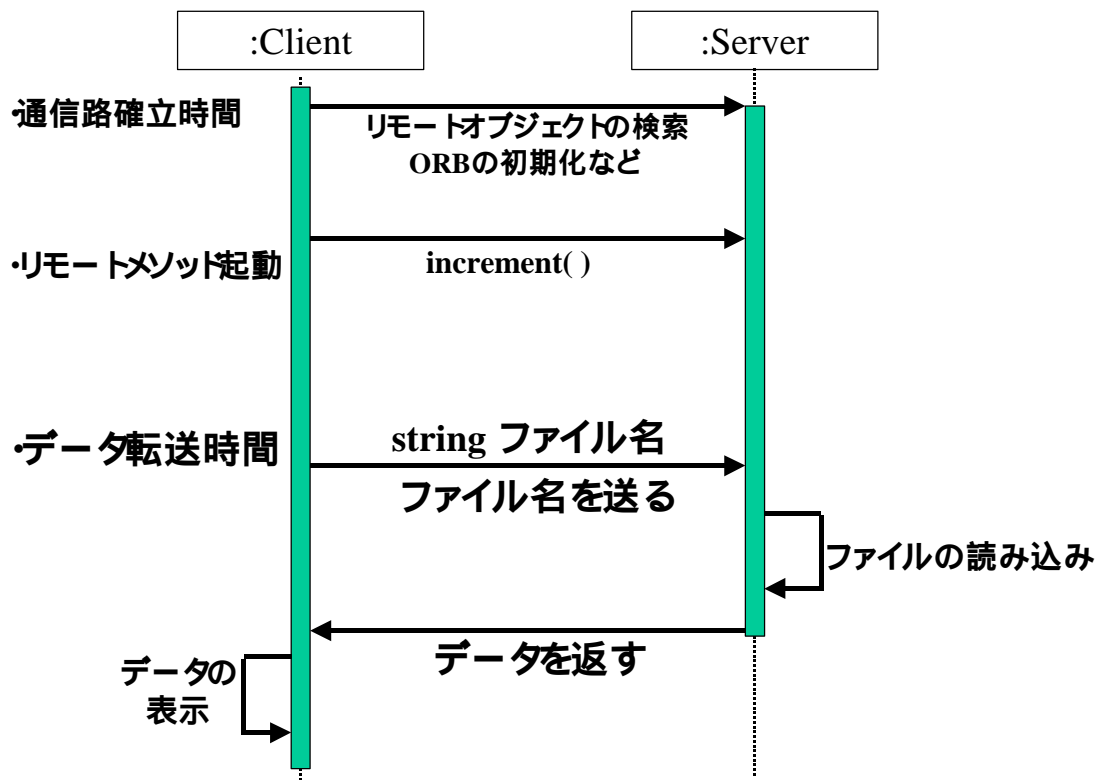 :Client
:Server
・通信路確立時間
リモートオブジェクトの検索
ORBの初期化など
・リモートメソッド起動
increment( )
・データ転送時間
string ファイル名
ファイル名を送る
ファイルの読み込み
データを返す
データの
表示